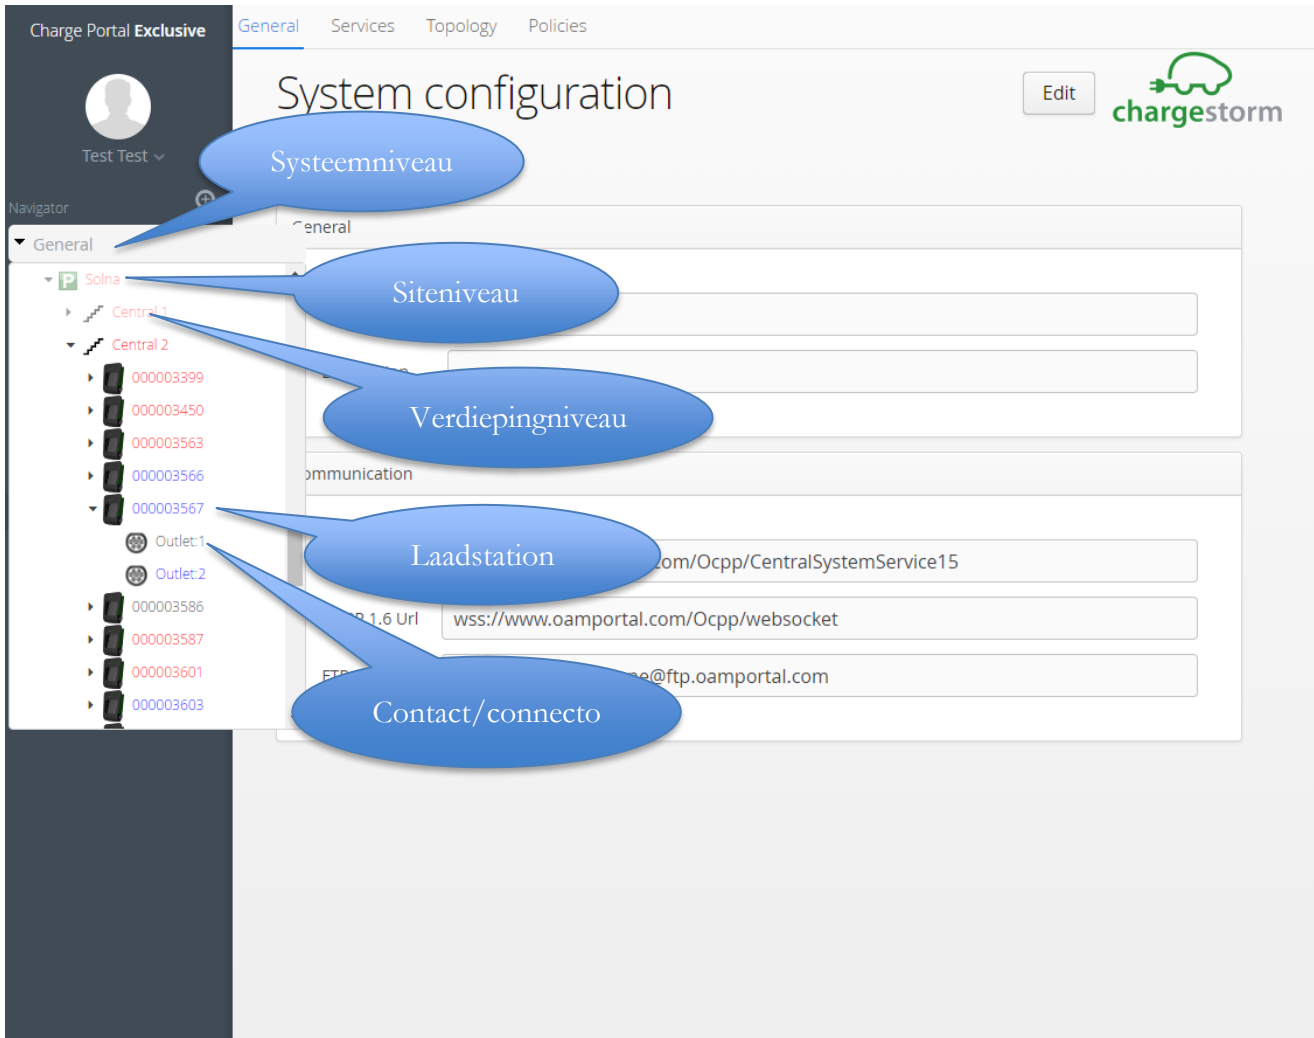 Charge Portal Exclusive
General Services Topology Policies
System configuration
Edit
chargestorm
Test Test
Systeemniveau
Navigator
General
General
Solna
Siteniveau
Central 1
Central 2
000003399
Verdiepingniveau
000003450
000003563
000003566
ommunication
000003567
Outlet:1
Laadstation
com/Ocpp/CentralSystemService15
Outlet:2
000003586
1.6 Url
wss://www.oamportal.com/Ocpp/websocket
000003587
000003601
@ftp.oamportal.com
000003603
Contact/connecto